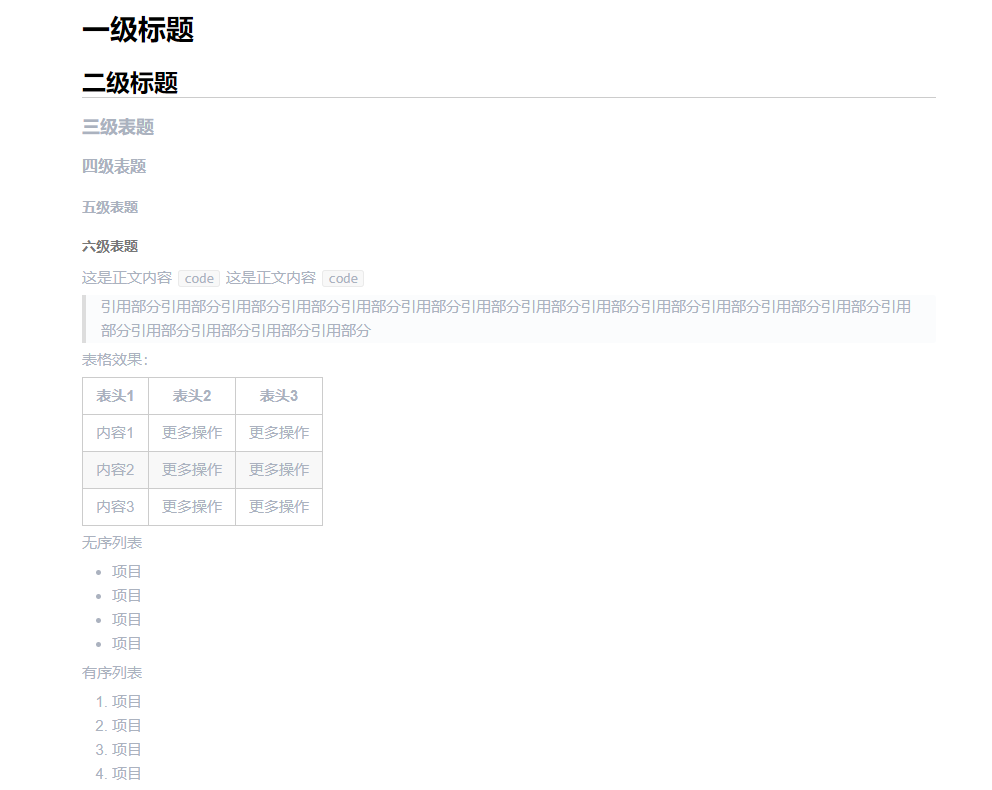 一级标题
二级标题
三级表题
四级表题
五级表题
六级表题
这是正文内容 code 这是正文内容 code
引用部分引用部分引用部分引用部分引用部分引用部分引用部分引用部分引用部分引用部分引用部分引用部分引用部分引用
部分引用部分引用部分引用部分引用部分
表格效果：
表头1 表头2 表头3
内容1 更多操作 更多操作
内容2 更多操作 更多操作
内容3 更多操作 更多操作
无序列表
• 项目
• 项目
• 项目
• 项目
有序列表
1. 项目
2. 项目
3. 项目
4. 项目